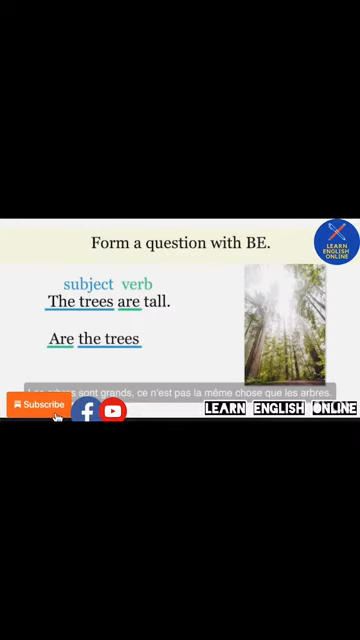 Form a question with BE.
LEARN
ENGLISH
ONLINE
subject verb
The trees are tall.
Are the trees
sont grands, ce n'est pas la même chose que les arbres.
Subscribe
LEARN ENGLISH ONLINE